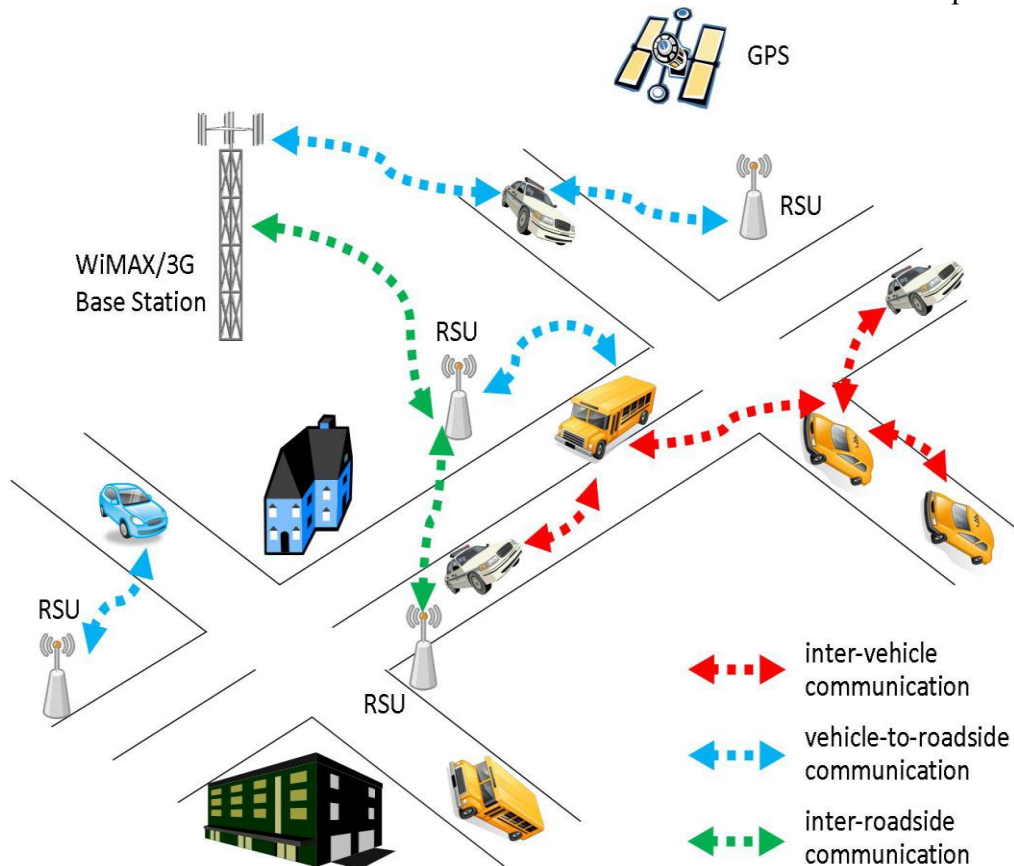 GPS
RSU
WiMAX/3G
Base Station
RSU
RSU
RSU
inter-vehicle
communication
vehicle-to-roadside
communication
inter-roadside
communication